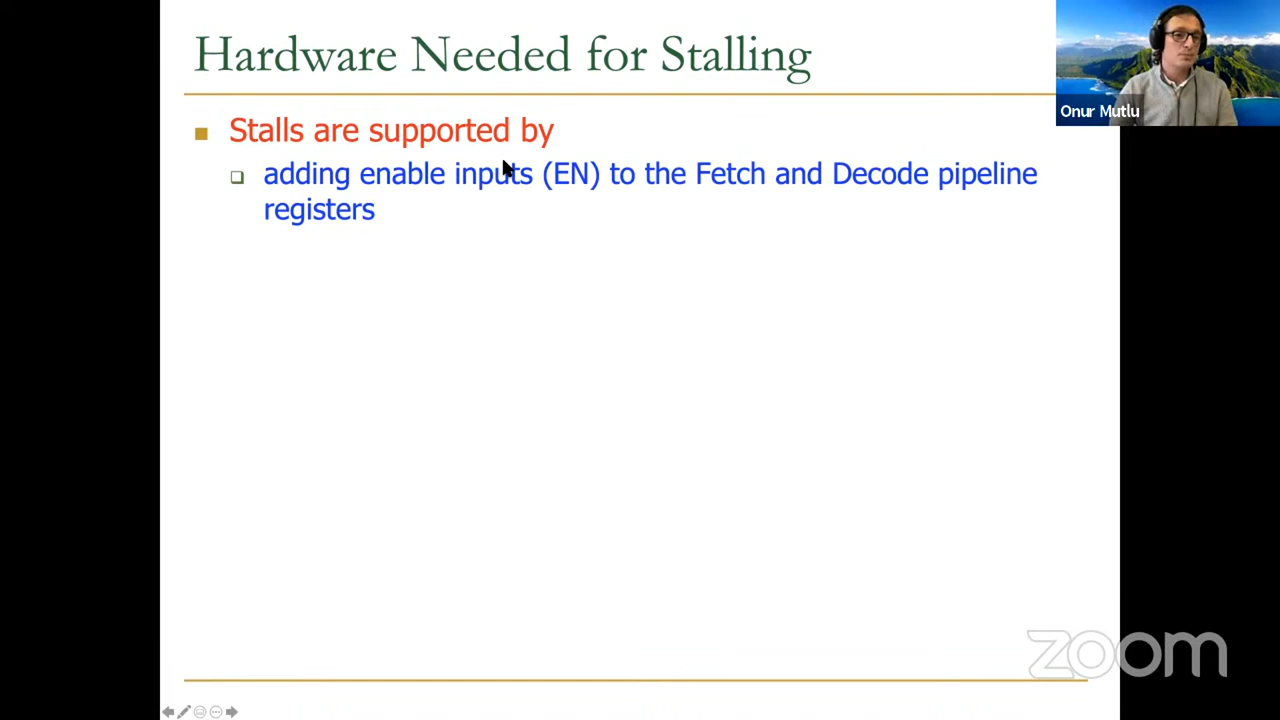 Hardware Needed for Stalling
Onur Mutlu
Stalls are supported by
adding enable inputs (EN) to the Fetch and Decode pipeline
registers
zoom